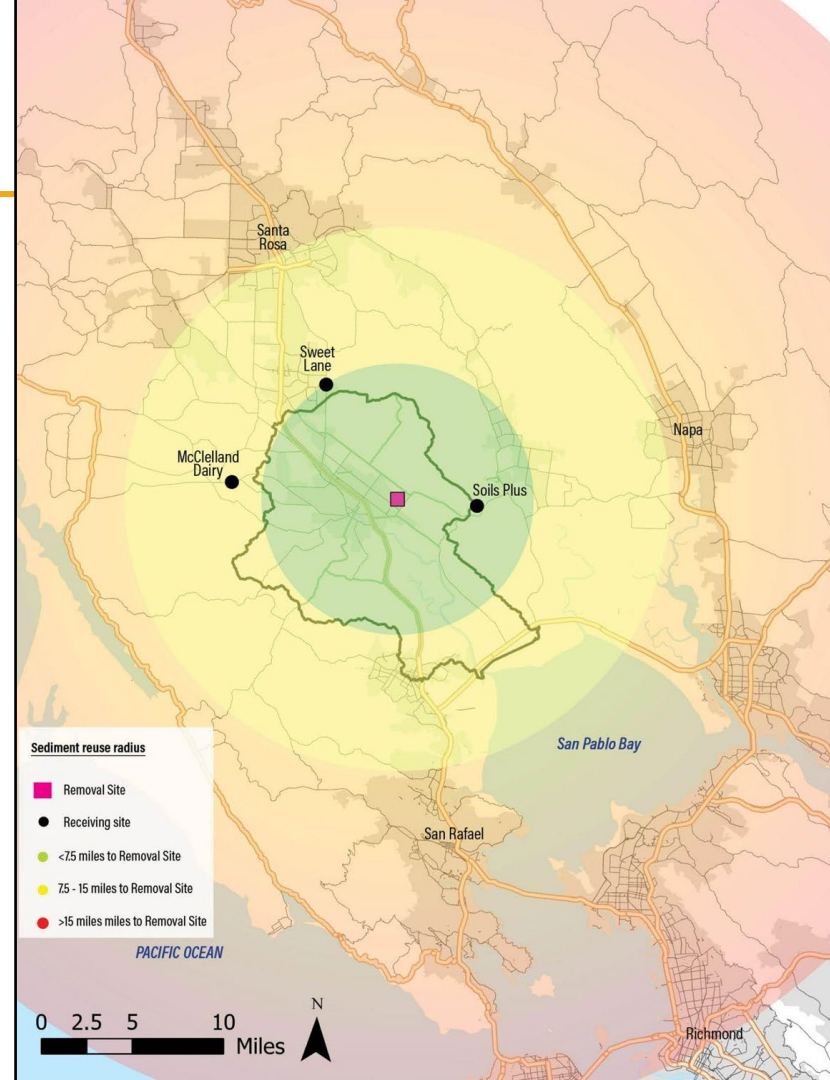 Santa
Rosa
Sweet
Lane
Napa
McClelland
Dairy
Soils Plus
San Pablo Bay
San Rafael
Richmond
Sediment reuse radius
Removal Site
Receiving site
<7.5 miles to Removal Site
7.5 - 15 miles to Removal Site
>15 miles miles to Removal Site
PACIFIC OCEAN
0 2.5 5 10
Miles
N